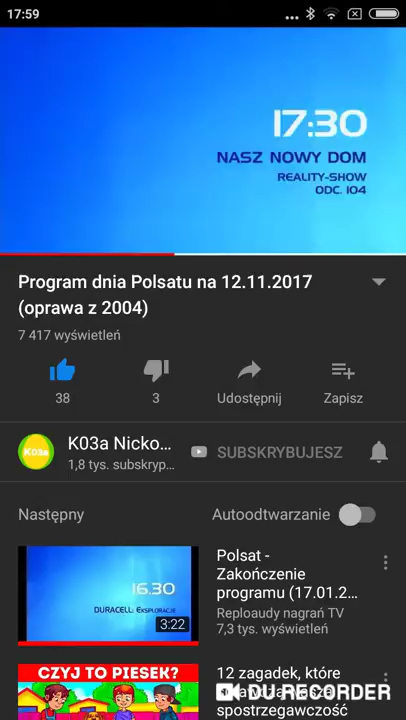 17:59
17:30
NASZ NOWY DOM
REALITY-SHOW
ODC. 104
Program dnia Polsatu na 12.11.2017
(oprawa z 2004)
7 417 wyświetleń
38
3
Udostępnij
Zapisz
K03a
K03a Nicko…
SUBSKRYBUJESZ
1,8 tys. subskryp…
Następny
Autoodtwarzanie
16.30
DURACELL: EKSPLORACJE
3:22
Polsat -
Zakończenie
programu (17.01.2…
Reploaudy nagrań TV
7,3 tys. wyświetleń
CZYJ TO PIESEK?
12 zagadek, które
DU RECORDER
spostrzegawczość